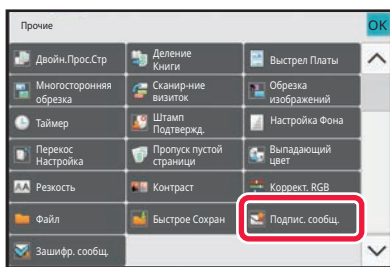 Прочие
OK
Двойн.Прос.Стр
Деление
Книги
Выстрел Платы
Многосторонняя
обрезка
Сканир-ние
визиток
Обрезка
изображений
Таймер
Штамп
Подтвержд.
Настройка Фона
Перекос
Настройка
Пропуск пустой
страници
Выпадающий
цвет
Резкость
Контраст
Коррект. RGB
Файл
Быстрое Сохран
Подпис. сообщ.
Зашифр. сообщ.